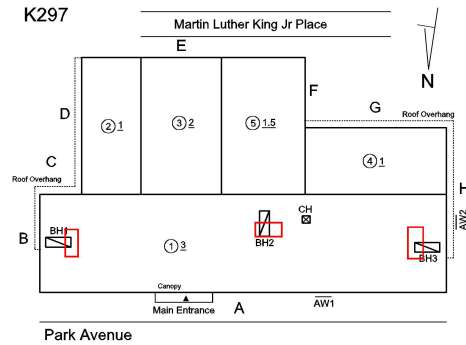 K297
Martin Luther King Jr Place
E
N
D
F
G
Roof Overhang
② 1
③ 2
⑤ 1.5
④ 1
C
Roof Overhang
H
AW2
B
BH1
CH
BH2
BH3
① 3
Canopy
Main Entrance
A
AW1
Park Avenue